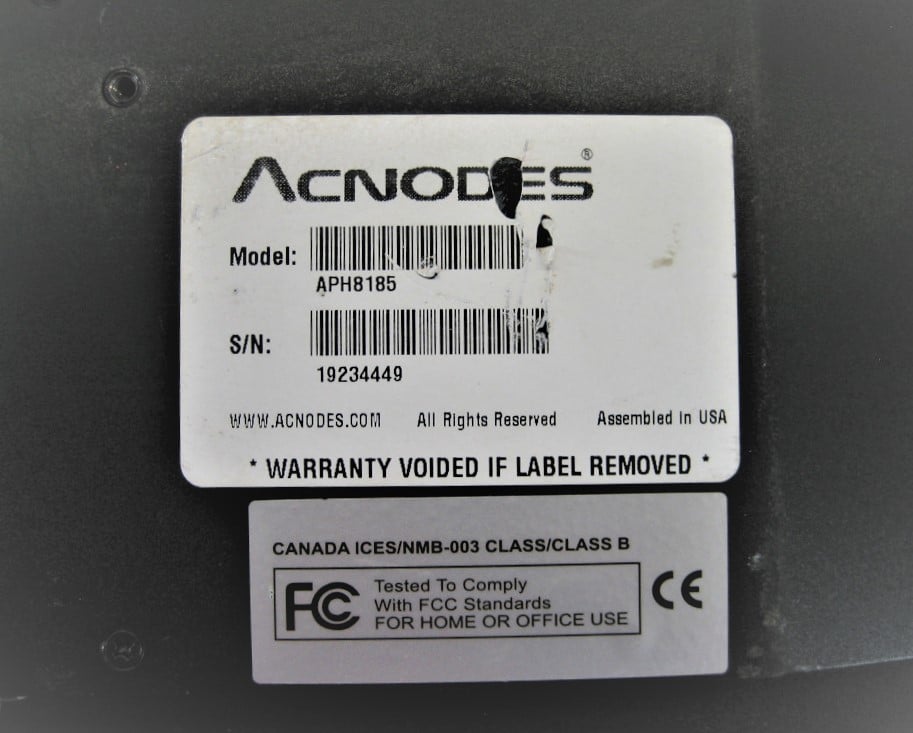 ACNODES®
Model:
APH8185
S/N:
19234449
WWW.ACNODES.COM All Rights Reserved Assembled in USA
* WARRANTY VOIDED IF LABEL REMOVED *
CANADA ICES/NMB-003 CLASS/CLASS B
FC Tested To Comply
With FCC Standards
FOR HOME OR OFFICE USE
CE